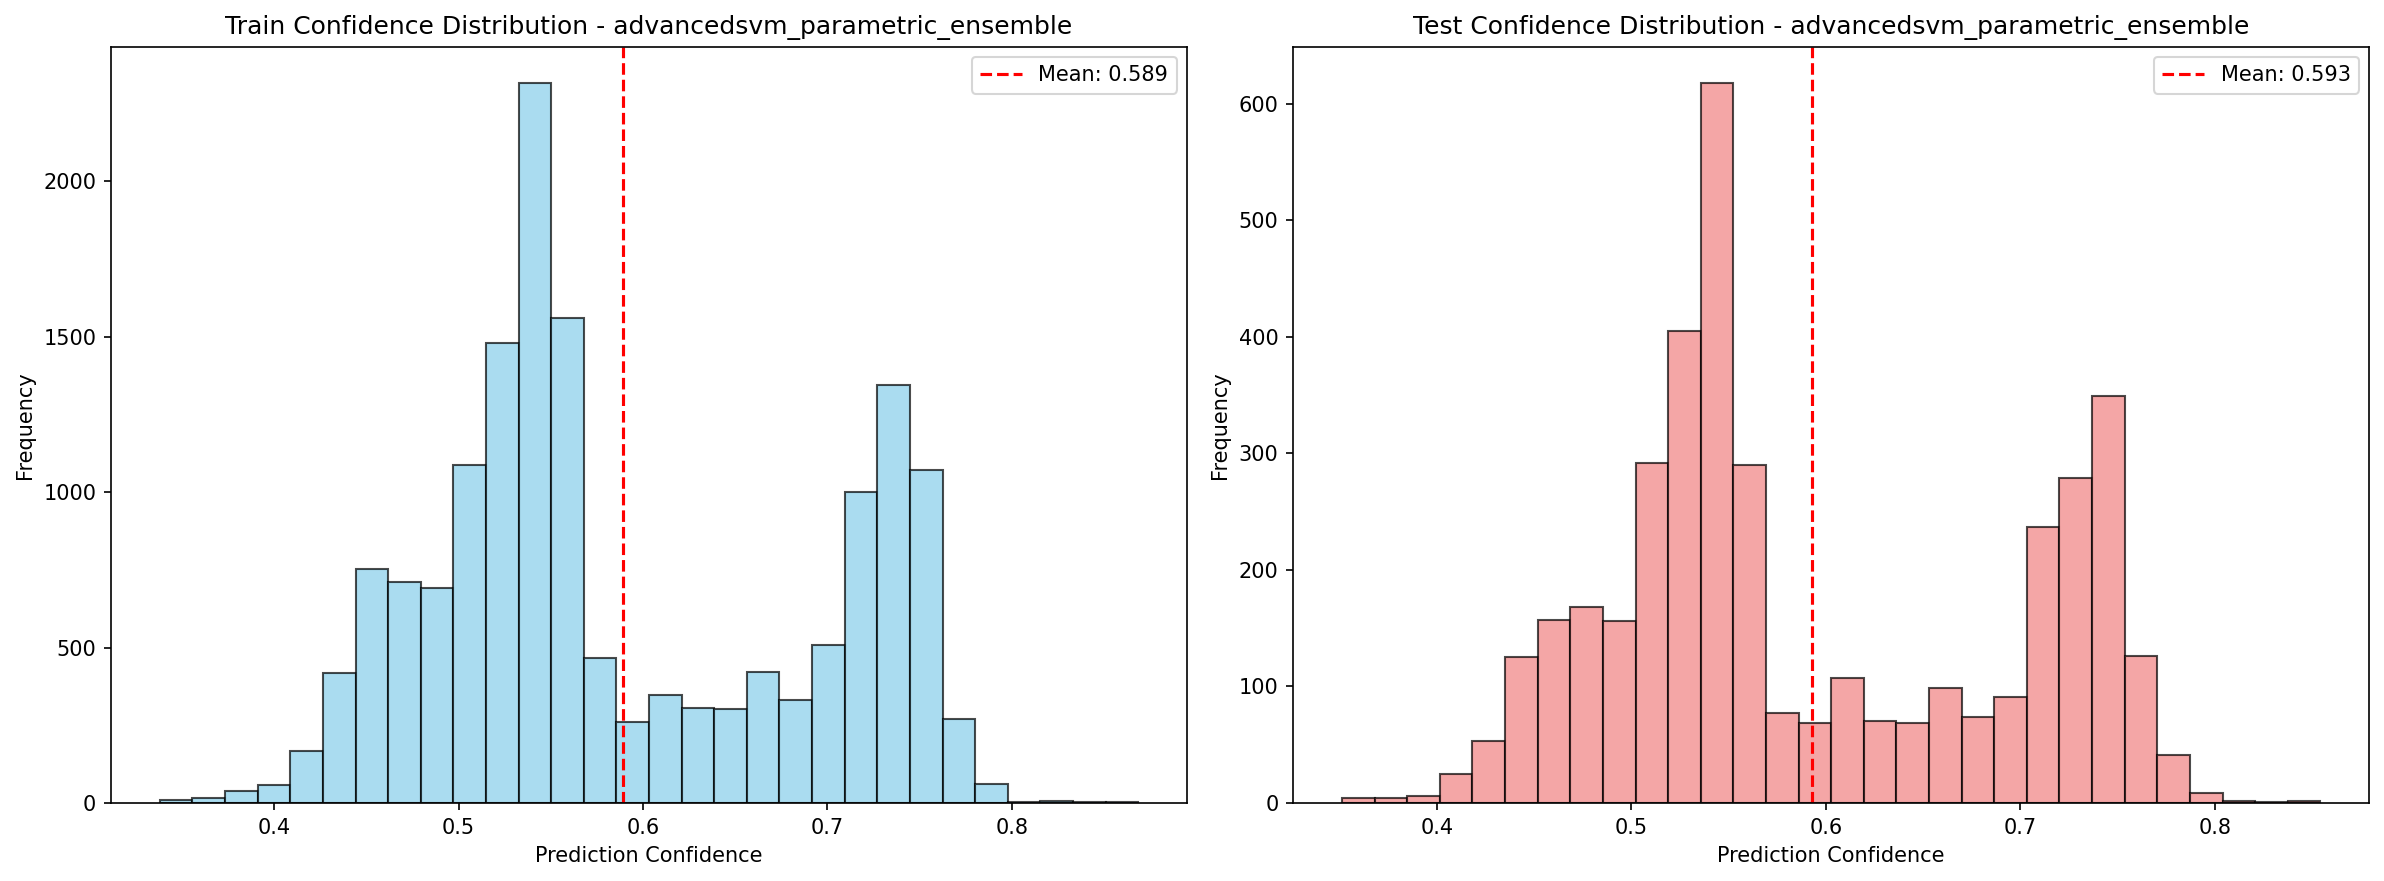 Train Confidence Distribution - advancedsvm_parametric_ensemble
Mean: 0.589
Frequency
2000
1500
1000
500
0
0.4 0.5 0.6 0.7 0.8
Prediction Confidence
Test Confidence Distribution - advancedsvm_parametric_ensemble
Mean: 0.593
Frequency
600
500
400
300
200
100
0
0.4 0.5 0.6 0.7 0.8
Prediction Confidence